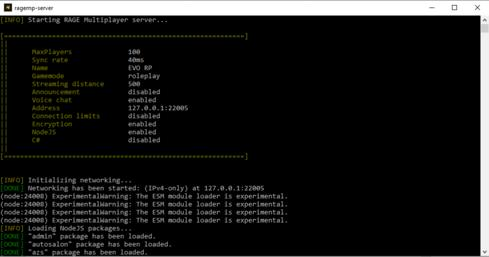 ragemp-server
[INFO] Starting RAGE Multiplayer server...
[=========================================================]
||
|| MaxPlayers 100
|| Sync rate 40ms
|| Name EVO RP
|| Gamemode roleplay
|| Streaming distance 500
|| Announcement disabled
|| Voice chat enabled
|| Address 127.0.0.1:22005
|| Connection limits disabled
|| Encryption enabled
|| NodeJS enabled
|| C# disabled
||
[=========================================================]
[INFO] Initializing networking...
[DONE] Networking has been started: (IPv4-only) at 127.0.0.1:22005
(node:24008) ExperimentalWarning: The ESM module loader is experimental.
(node:24008) ExperimentalWarning: The ESM module loader is experimental.
(node:24008) ExperimentalWarning: The ESM module loader is experimental.
(node:24008) ExperimentalWarning: The ESM module loader is experimental.
[INFO] Loading NodeJS packages...
[DONE] "admin" package has been loaded.
[DONE] "autosalon" package has been loaded.
[DONE] "azs" package has been loaded.